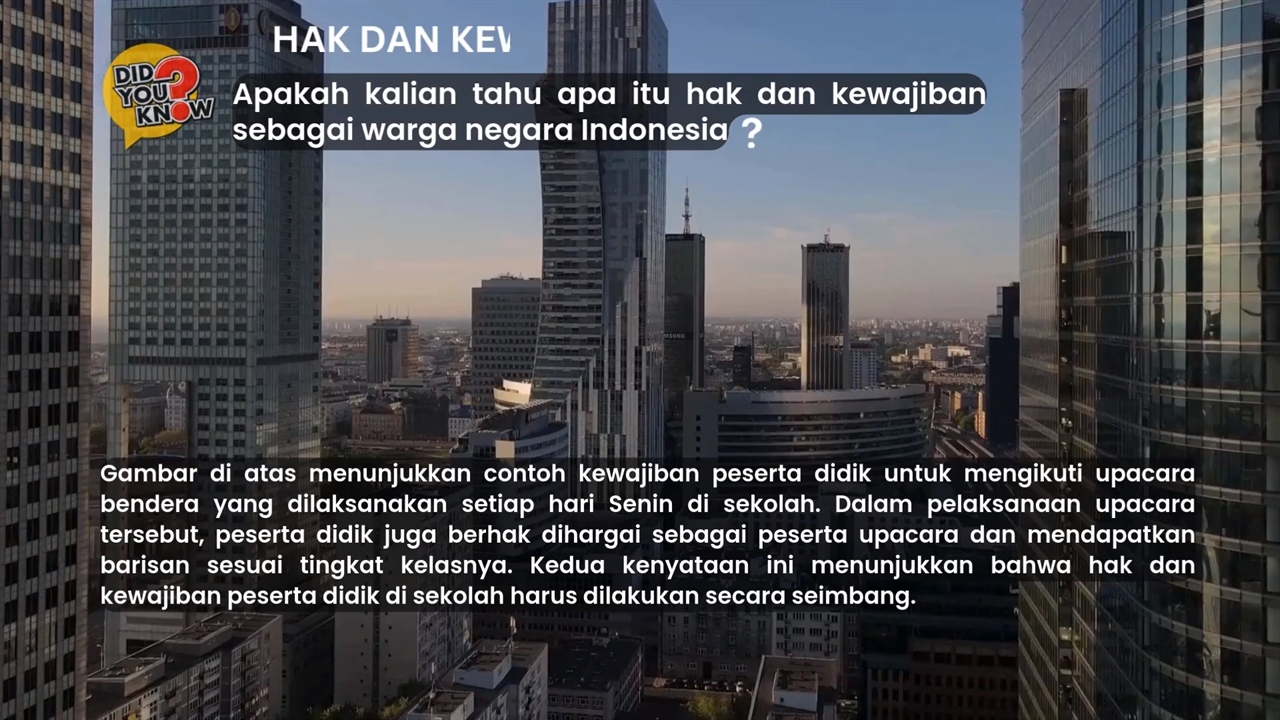 HAK DAN KEW
DID
YOU
KNOW
?
Apakah kalian tahu apa itu hak dan kewajiban
sebagai warga negara Indonesia ?
SAMSUNG
Gambar di atas menunjukkan contoh kewajiban peserta didik untuk mengikuti upacara
bendera yang dilaksanakan setiap hari Senin di sekolah. Dalam pelaksanaan upacara
tersebut, peserta didik juga berhak dihargai sebagai peserta upacara dan mendapatkan
barisan sesuai tingkat kelasnya. Kedua kenyataan ini menunjukkan bahwa hak dan
kewajiban peserta didik di sekolah harus dilakukan secara seimbang.